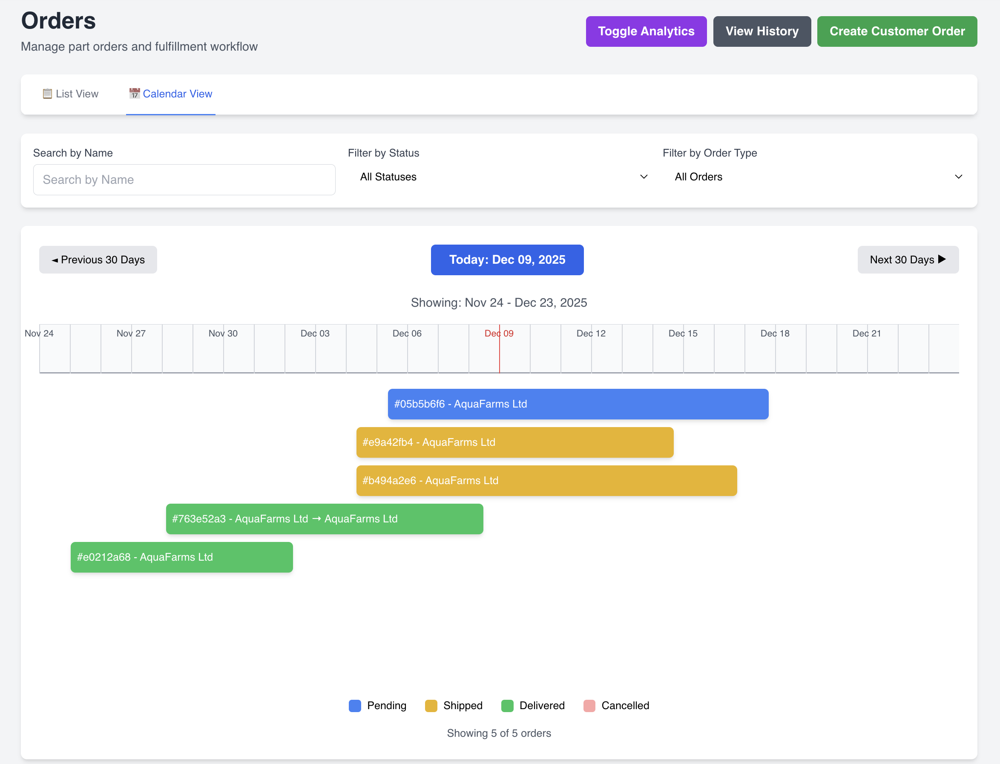 Orders
Manage part orders and fulfillment workflow
Toggle Analytics
View History
Create Customer Order
📋 List View
📅 Calendar View
Search by Name
Search by Name
Filter by Status
All Statuses
Filter by Order Type
All Orders
◄ Previous 30 Days
Today: Dec 09, 2025
Next 30 Days ▶
Showing: Nov 24 - Dec 23, 2025
Nov 24
Nov 27
Nov 30
Dec 03
Dec 06
Dec 09
Dec 12
Dec 15
Dec 18
Dec 21
#05b5b6f6 - AquaFarms Ltd
#e9a42fb4 - AquaFarms Ltd
#b494a2e6 - AquaFarms Ltd
#763e52a3 - AquaFarms Ltd → AquaFarms Ltd
#e0212a68 - AquaFarms Ltd
Pending
Shipped
Delivered
Cancelled
Showing 5 of 5 orders